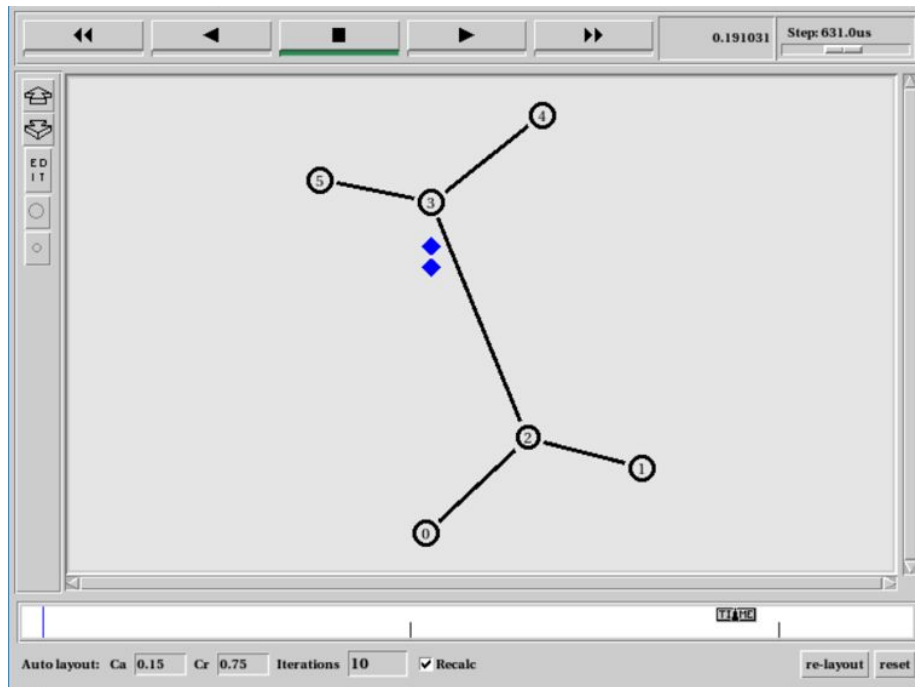 0.191031 Step: 631.0us
ED
IT
4
5
3
2
1
0
TIME
Auto layout: Ca 0.15 Cr 0.75 Iterations 10 Recalc re-layout reset